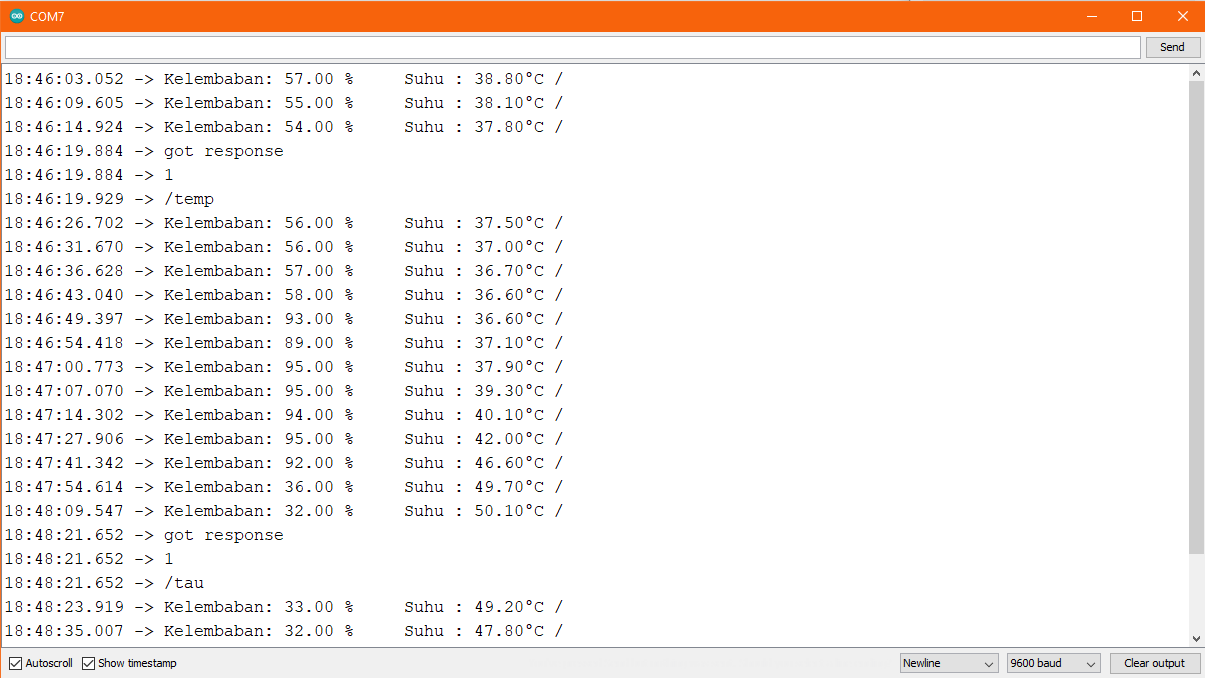 COM7
Send
18:46:03.052 -> Kelembaban: 57.00 %     Suhu : 38.80°C /
18:46:09.605 -> Kelembaban: 55.00 %     Suhu : 38.10°C /
18:46:14.924 -> Kelembaban: 54.00 %     Suhu : 37.80°C /
18:46:19.884 -> got response
18:46:19.884 -> 1
18:46:19.929 -> /temp
18:46:26.702 -> Kelembaban: 56.00 %     Suhu : 37.50°C /
18:46:31.670 -> Kelembaban: 56.00 %     Suhu : 37.00°C /
18:46:36.628 -> Kelembaban: 57.00 %     Suhu : 36.70°C /
18:46:43.040 -> Kelembaban: 58.00 %     Suhu : 36.60°C /
18:46:49.397 -> Kelembaban: 93.00 %     Suhu : 36.60°C /
18:46:54.418 -> Kelembaban: 89.00 %     Suhu : 37.10°C /
18:47:00.773 -> Kelembaban: 95.00 %     Suhu : 37.90°C /
18:47:07.070 -> Kelembaban: 95.00 %     Suhu : 39.30°C /
18:47:14.302 -> Kelembaban: 94.00 %     Suhu : 40.10°C /
18:47:27.906 -> Kelembaban: 95.00 %     Suhu : 42.00°C /
18:47:41.342 -> Kelembaban: 92.00 %     Suhu : 46.60°C /
18:47:54.614 -> Kelembaban: 36.00 %     Suhu : 49.70°C /
18:48:09.547 -> Kelembaban: 32.00 %     Suhu : 50.10°C /
18:48:21.652 -> got response
18:48:21.652 -> 1
18:48:21.652 -> /tau
18:48:23.919 -> Kelembaban: 33.00 %     Suhu : 49.20°C /
18:48:35.007 -> Kelembaban: 32.00 %     Suhu : 47.80°C /
Autoscroll Show timestamp Newline 9600 baud Clear output